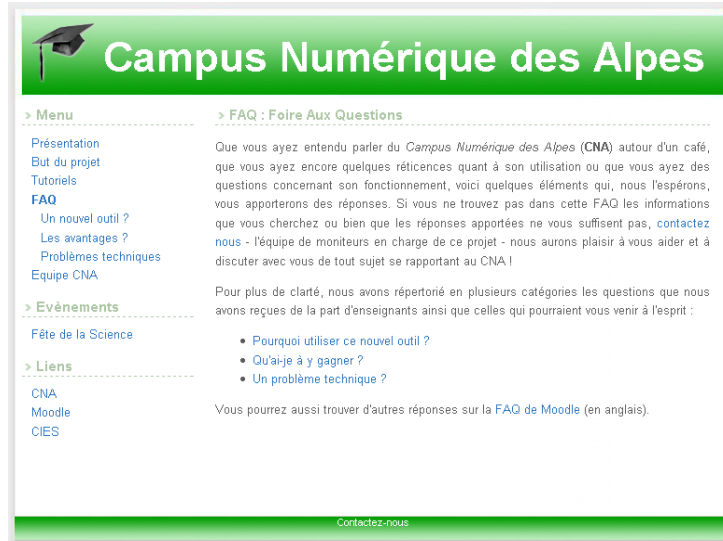 Campus Numérique des Alpes
> Menu
Présentation
But du projet
Tutoriels
FAQ
Un nouvel outil ?
Les avantages ?
Problèmes techniques
Equipe CNA
> Evènements
Fête de la Science
> Liens
CNA
Moodle
CIES
> FAQ : Foire Aux Questions
Que vous ayez entendu parler du Campus Numérique des Alpes (CNA) autour d'un café,
que vous ayez encore quelques réticences quant à son utilisation ou que vous ayez des
questions concernant son fonctionnement, voici quelques éléments qui, nous l'espérons,
vous apporterons des réponses. Si vous ne trouvez pas dans cette FAQ les informations
que vous cherchez ou bien que les réponses apportées ne vous suffisent pas, contactez
nous - l'équipe de moniteurs en charge de ce projet - nous aurons plaisir à vous aider et à
discuter avec vous de tout sujet se rapportant au CNA !
Pour plus de clarté, nous avons répertorié en plusieurs catégories les questions que nous
avons reçues de la part d'enseignants ainsi que celles qui pourraient vous venir à l'esprit :
• Pourquoi utiliser ce nouvel outil ?
• Qu'ai-je à y gagner ?
• Un problème technique ?
Vous pourrez aussi trouver d'autres réponses sur la FAQ de Moodle (en anglais).
Contactez-nous